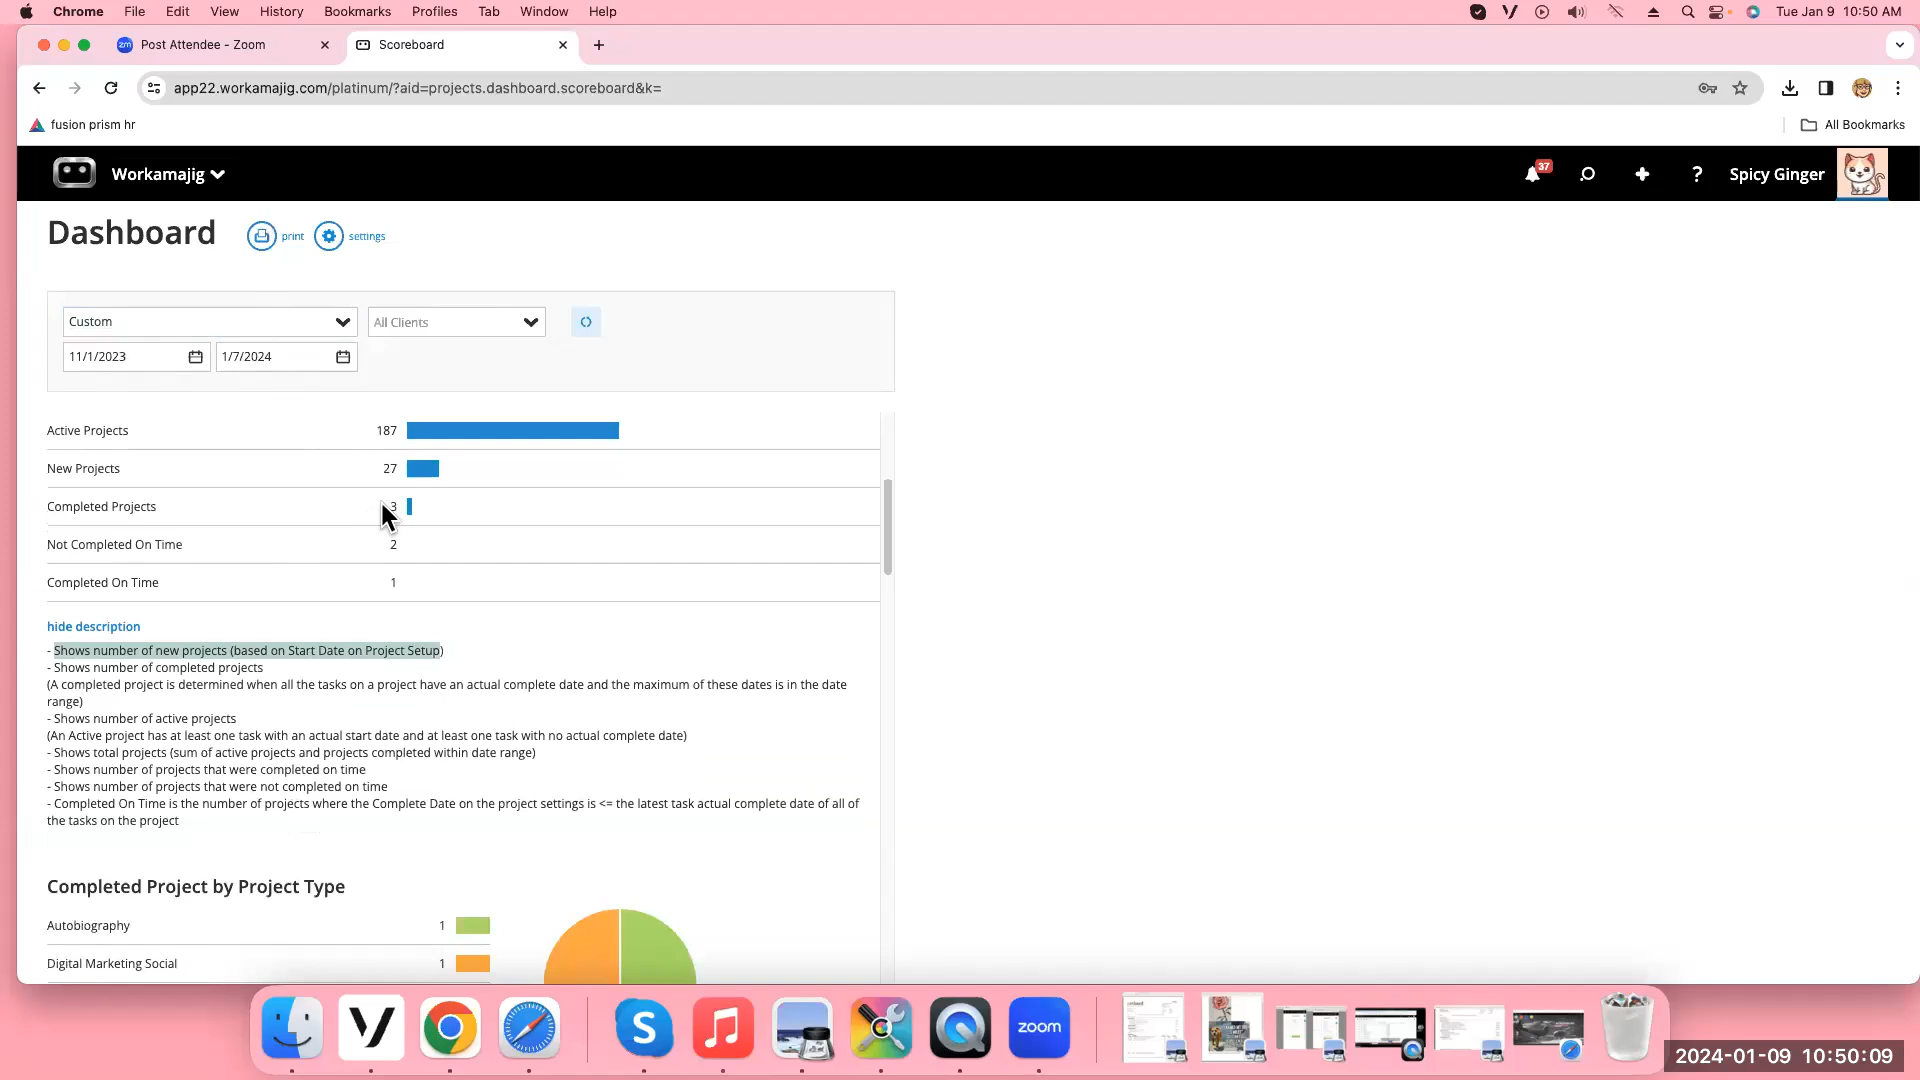 Chrome File Edit View History Bookmarks Profiles Tab Window Help Tue Jan 9 10:50 AM
zm Post Attendee - Zoom Scoreboard
app22.workamajig.com/platinum/?aid=projects.dashboard.scoreboard&k=
fusion prism hr All Bookmarks
Workamajig 37 ? Spicy Ginger
Dashboard print settings
Custom All Clients
11/1/2023 1/7/2024
Active Projects 187
New Projects 27
Completed Projects 3
Not Completed On Time 2
Completed On Time 1
hide description
- Shows number of new projects (based on Start Date on Project Setup)
- Shows number of completed projects
(A completed project is determined when all the tasks on a project have an actual complete date and the maximum of these dates is in the date
range)
- Shows number of active projects
(An Active project has at least one task with an actual start date and at least one task with no actual complete date)
- Shows total projects (sum of active projects and projects completed within date range)
- Shows number of projects that were completed on time
- Shows number of projects that were not completed on time
- Completed On Time is the number of projects where the Complete Date on the project settings is <= the latest task actual complete date of all of
the tasks on the project
Completed Project by Project Type
Autobiography 1
Digital Marketing Social 1
zoom
2024-01-09 10:50:09